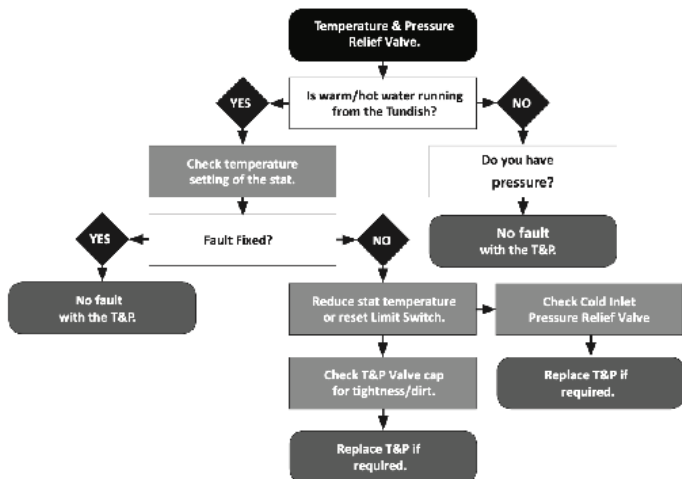 Temperature & Pressure
Relief Valve.
Is warm/hot water running
from the Tundish?
YES
NO
Check temperature
setting of the stat.
Do you have
pressure?
YES
Fault Fixed?
NO
No fault
with the T&P.
No fault
with the T&P.
Reduce stat temperature
or reset Limit Switch.
Check Cold Inlet
Pressure Relief Valve
Check T&P Valve cap
for tightness/dirt.
Replace T&P if
required.
Replace T&P if
required.